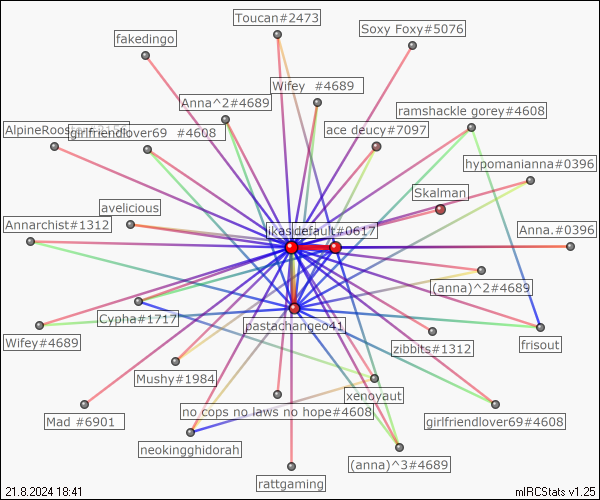 Toucan#2473
Soxy Foxy#5076
fakedingo
Wifey #4689
Anna^2#4689
ramshackle gorey#4608
AlpineRoos
girlfriendlover69 #4608
ace deucy#7097
hypomanianna#0396
Skalman
avelicious
Annarchist#1312
default#0617
Anna.#0396
(anna)^2#4689
Cypha#1717
pastachangeo41
Wifey#4689
zibbits#1312
frisout
Mushy#1984
xenoyaut
no cops no laws no hope#4608
Mad #6901
girlfriendlover69#4608
neokingghidorah
(anna)^3#4689
rattgaming
21.8.2024 18:41
mIRCStats v1.25